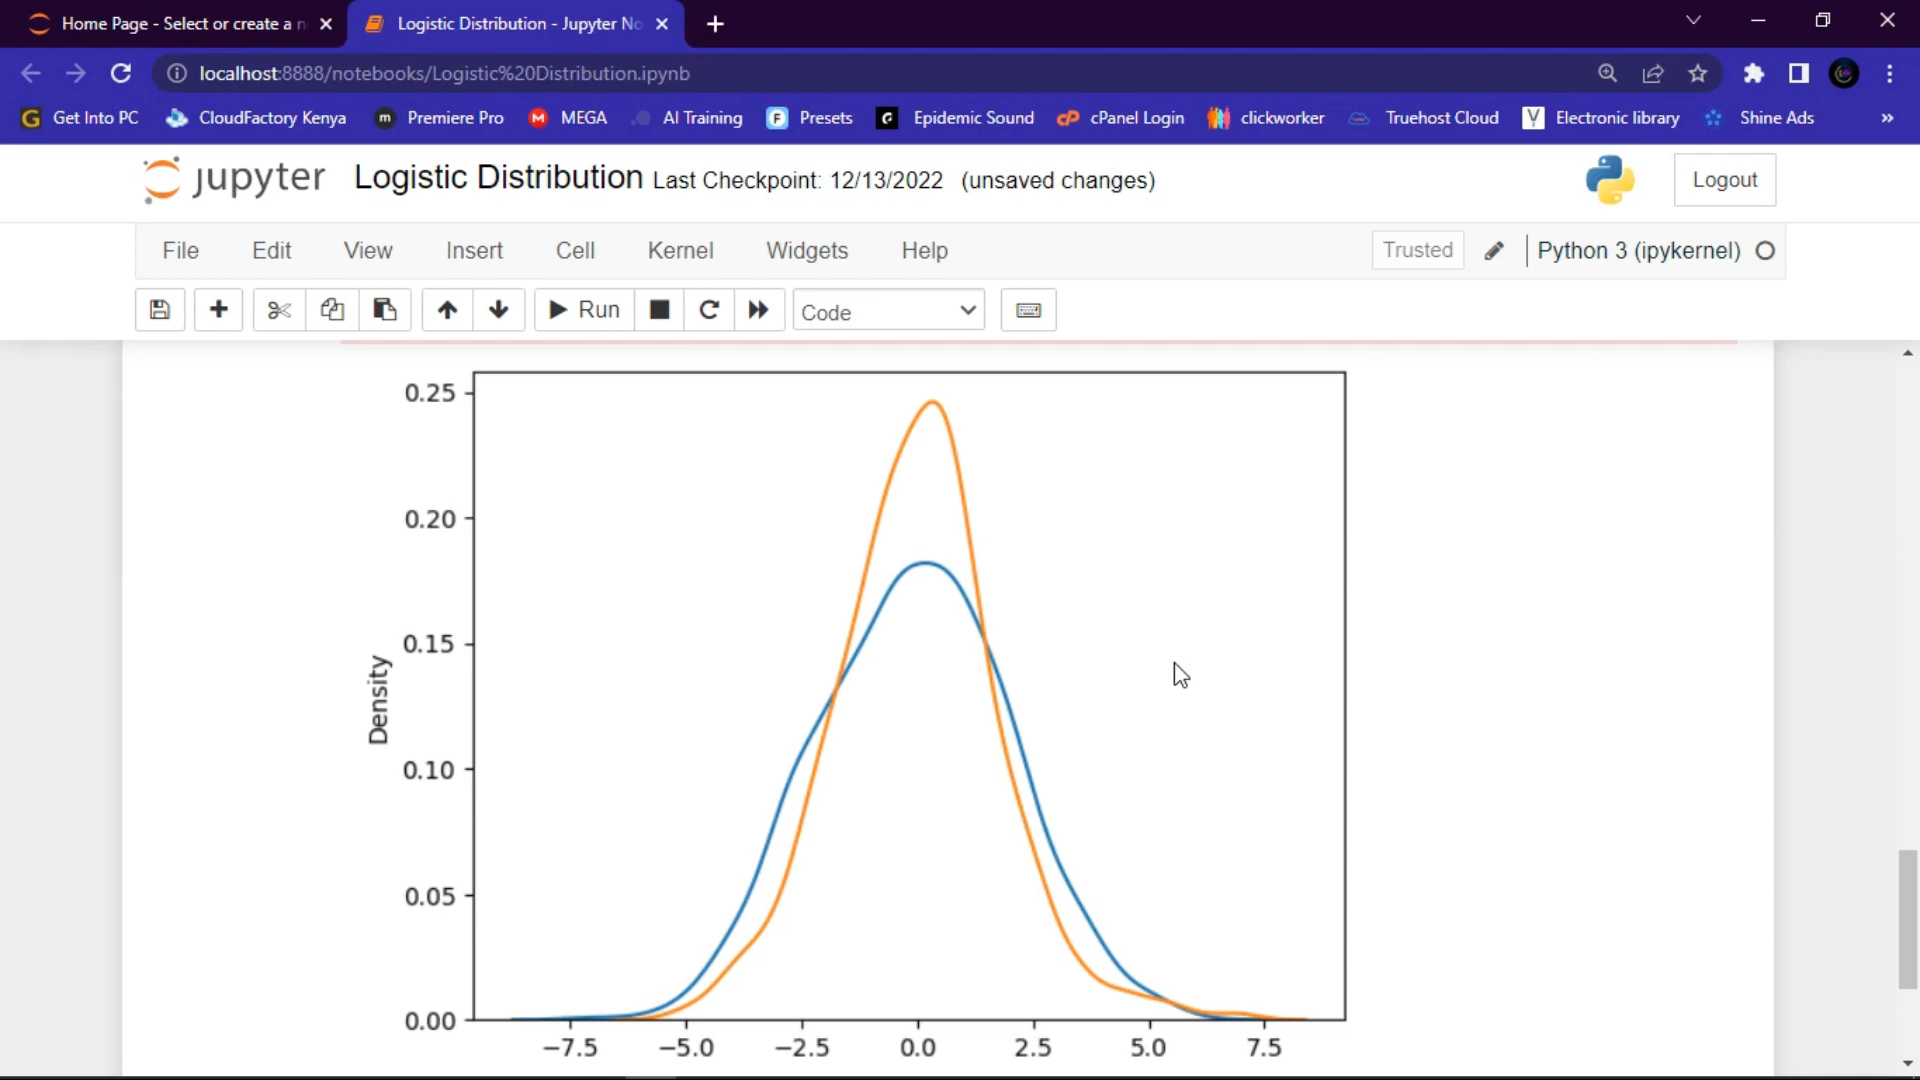 Home Page - Select or create a n
Logistic Distribution - Jupyter No
localhost:8888/notebooks/Logistic%20Distribution.ipynb
Get Into PC CloudFactory Kenya Premiere Pro MEGA AI Training Presets Epidemic Sound cPanel Login clickworker Truehost Cloud Electronic library Shine Ads »
jupyter Logistic Distribution Last Checkpoint: 12/13/2022 (unsaved changes) Logout
File Edit View Insert Cell Kernel Widgets Help Trusted Python 3 (ipykernel)
Run Code
0.25
0.20
0.15
Density
0.10
0.05
0.00
−7.5 −5.0 −2.5 0.0 2.5 5.0 7.5